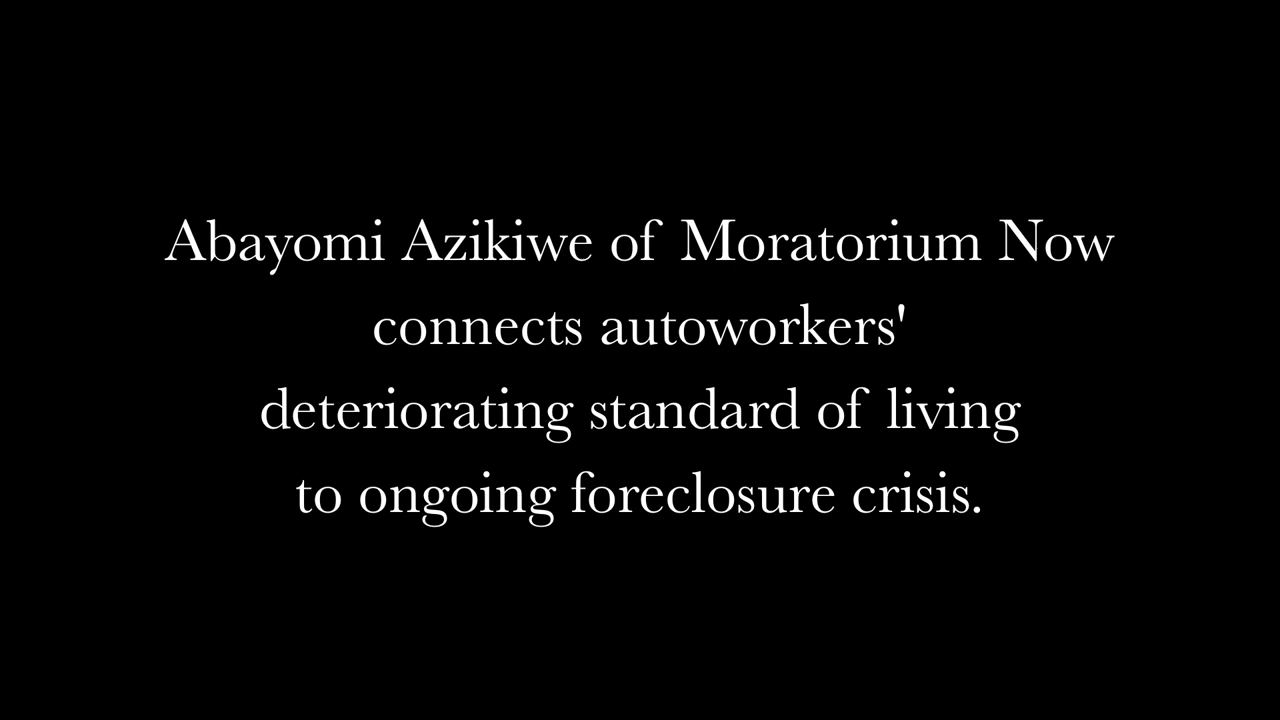 Abayomi Azikiwe of Moratorium Now
connects autoworkers'
deteriorating standard of living
to ongoing foreclosure crisis.